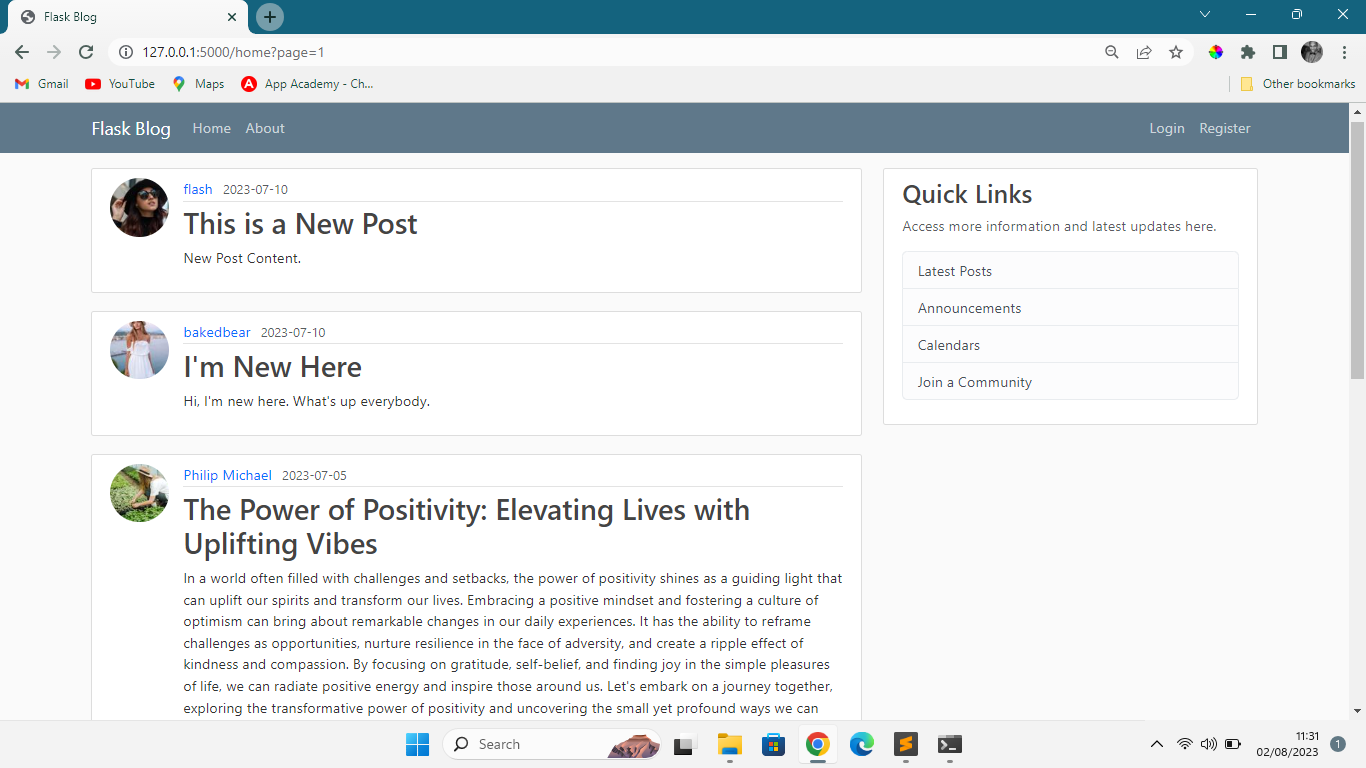 Flask Blog
127.0.0.1:5000/home?page=1
Gmail YouTube Maps App Academy - Ch... Other bookmarks
Flask Blog Home About Login Register
flash 2023-07-10
This is a New Post
New Post Content.
bakedbear 2023-07-10
I'm New Here
Hi, I'm new here. What's up everybody.
Philip Michael 2023-07-05
The Power of Positivity: Elevating Lives with
Uplifting Vibes
In a world often filled with challenges and setbacks, the power of positivity shines as a guiding light that
can uplift our spirits and transform our lives. Embracing a positive mindset and fostering a culture of
optimism can bring about remarkable changes in our daily experiences. It has the ability to reframe
challenges as opportunities, nurture resilience in the face of adversity, and create a ripple effect of
kindness and compassion. By focusing on gratitude, self-belief, and finding joy in the simple pleasures
of life, we can radiate positive energy and inspire those around us. Let's embark on a journey together,
exploring the transformative power of positivity and uncovering the small yet profound ways we can
Quick Links
Access more information and latest updates here.
Latest Posts
Announcements
Calendars
Join a Community
Search
11:31
02/08/2023
1